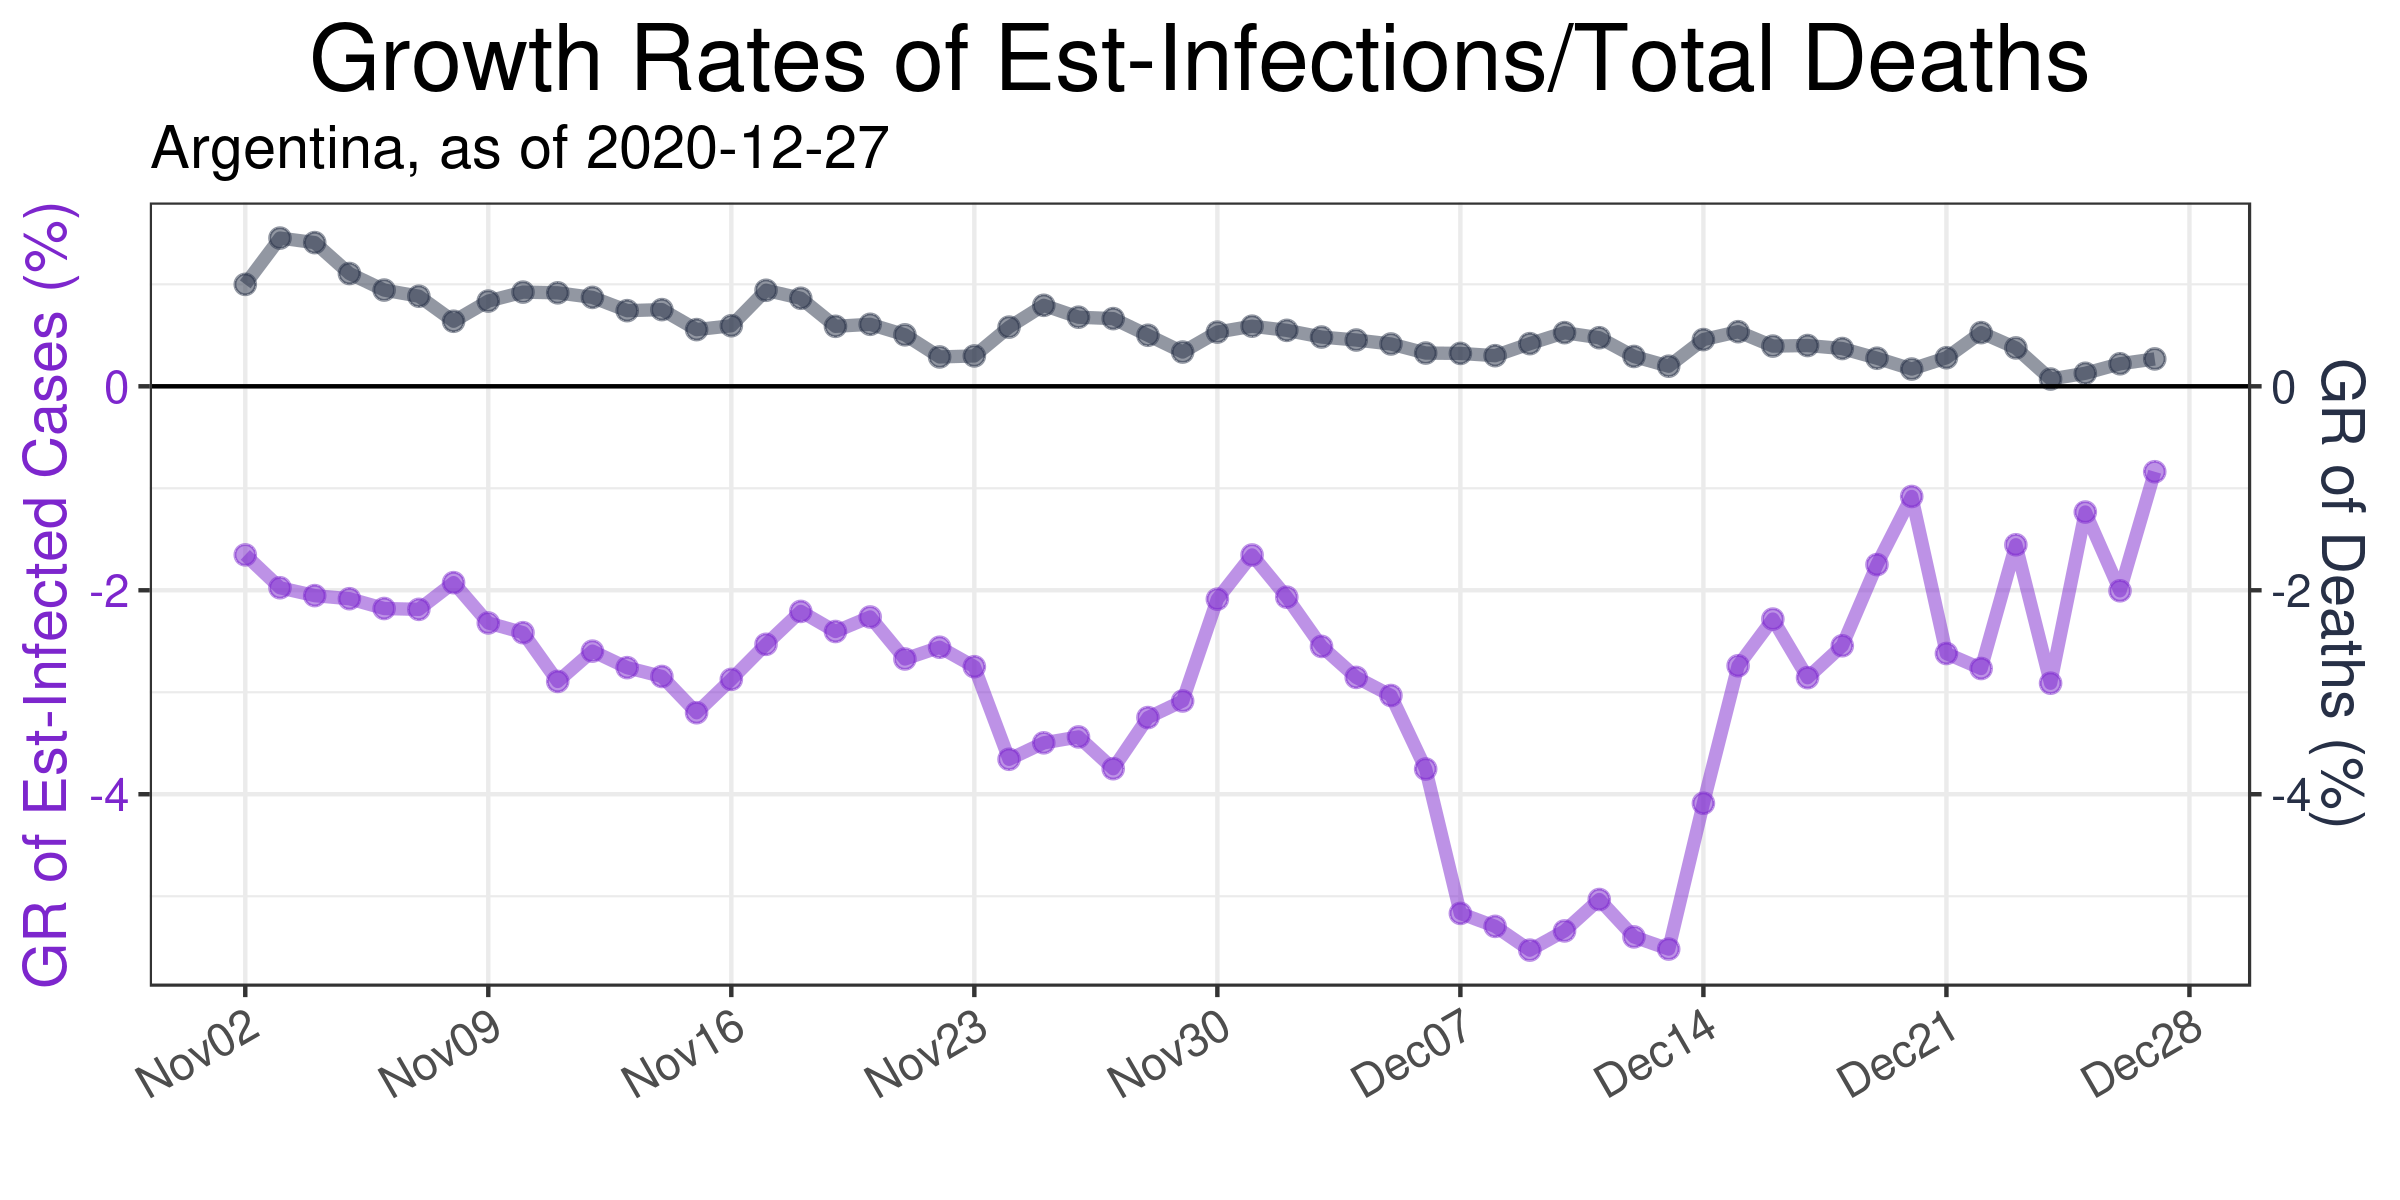 Growth Rates of Est-Infections/Total Deaths
Argentina, as of 2020-12-27
GR of Est-Infected Cases (%)
0
-2
-4
0
-2
-4
GR of Deaths (%)
Nov02
Nov09
Nov16
Nov23
Nov30
Dec07
Dec14
Dec21
Dec28